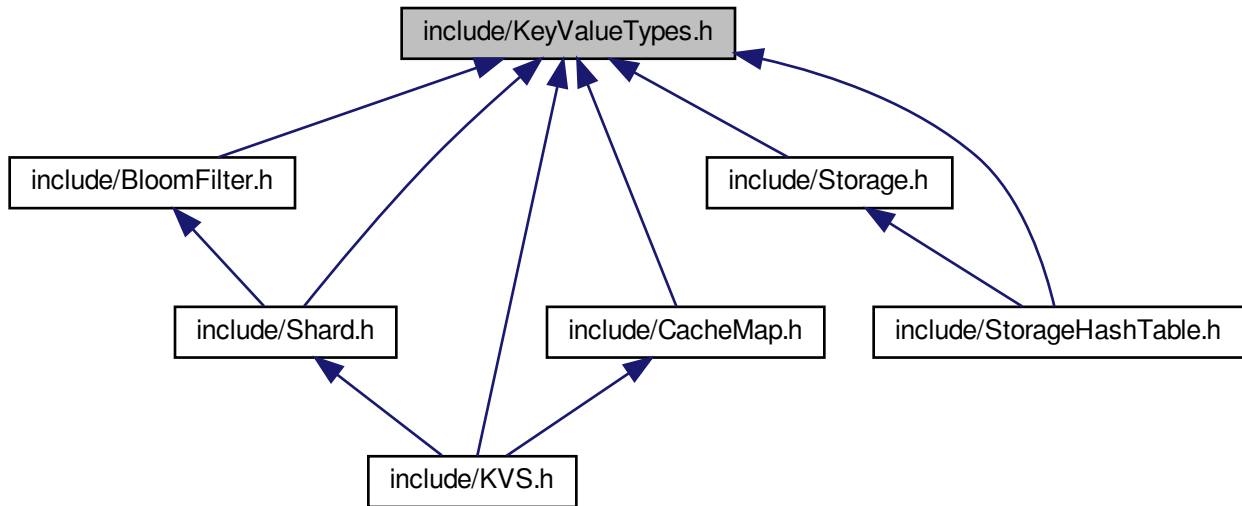 include/KeyValueTypes.h
include/BloomFilter.h
include/Storage.h
include/Shard.h
include/CacheMap.h
include/StorageHashTable.h
include/KVS.h